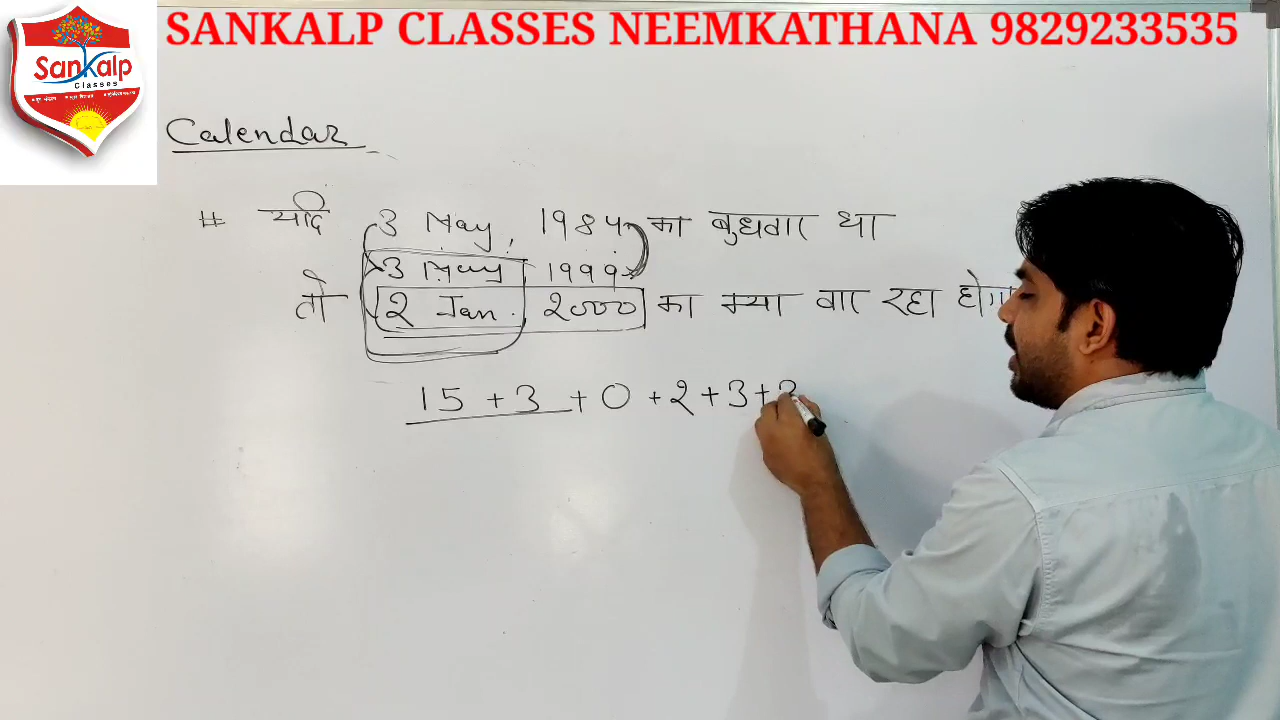 SANKALP CLASSES NEEMKATHANA 9829233535
Sankalp
Classes
Calendar
# यदि 3 May, 1984 का बुधवार था
3 May 1999
तो 2 Jan. 2000 का क्या वार रहा होगा
15 + 3 + 0 + 2 + 3 + 3